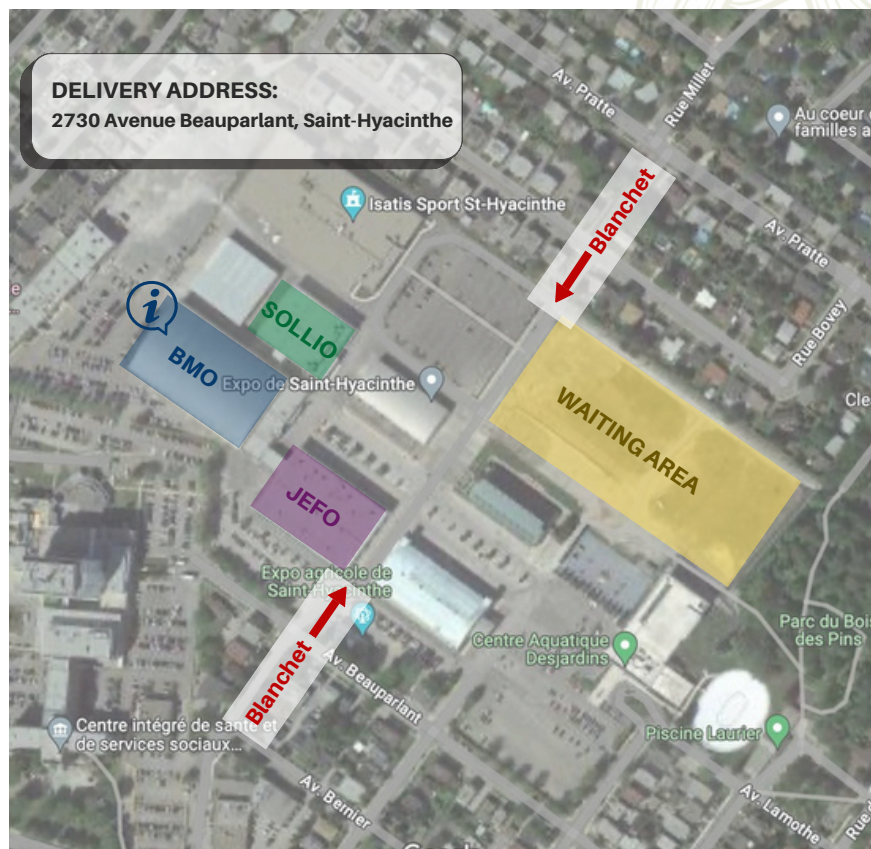 DELIVERY ADDRESS:
2730 Avenue Beauparlant, Saint-Hyacinthe
Av. Pratte
Rue Millet
Au coeur
familles a
Isatis Sport St-Hyacinthe
Blanchet
Av. Pratte
Rue Bovey
i
SOLLIO
BMO
Expo de Saint-Hyacinthe
Cle
WAITING AREA
JEFO
Expo agricole de
Saint-Hyacinthe
Blanchet
Av. Beauparlant
Centre Aquatique
Desjardins
Parc du Bois
des Pins
Centre intégré de santé et
de services sociaux...
Piscine Laurier
Av. Bernier
Av. Lamothe
Rue d